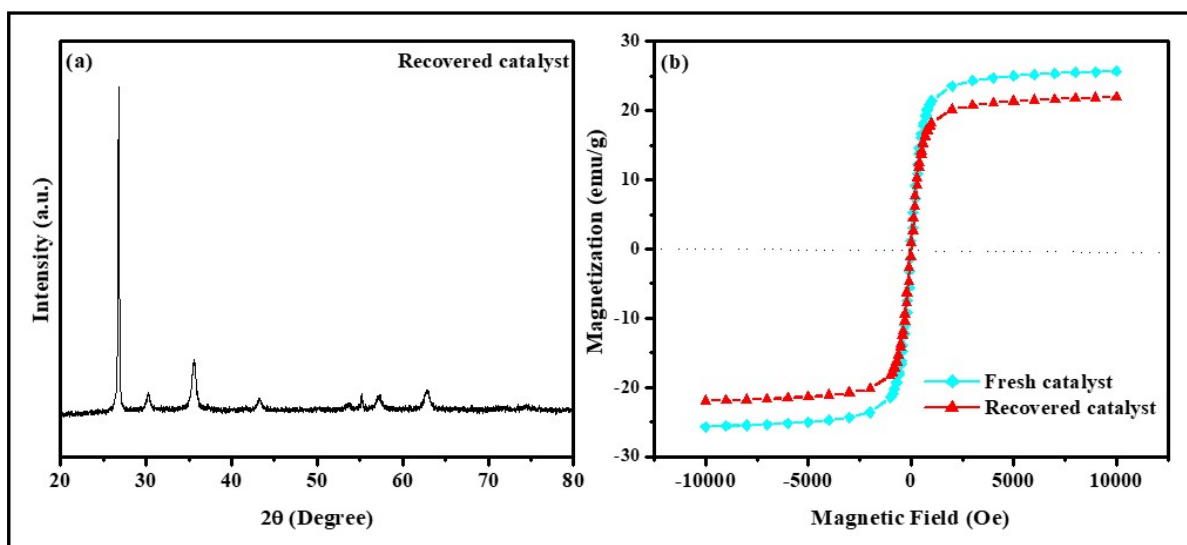 (a)
Recovered catalyst
Intensity (a.u.)
20 30 40 50 60 70 80
2θ (Degree)
(b)
Magnetization (emu/g)
30
20
10
0
-10
-20
-30
Fresh catalyst
Recovered catalyst
-10000 -5000 0 5000 10000
Magnetic Field (Oe)